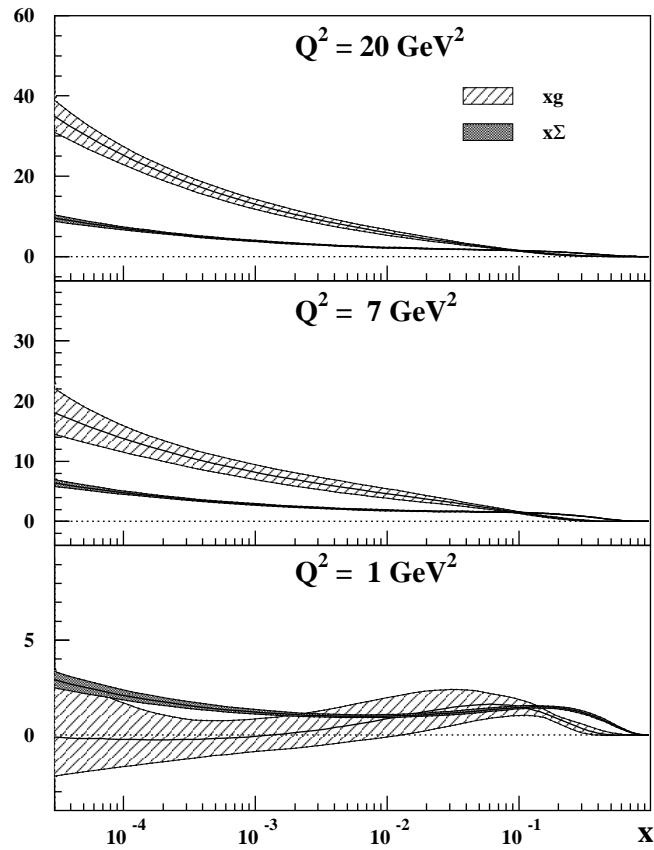 60
Q² = 20 GeV²
xg
40
xΣ
20
0
Q² = 7 GeV²
30
20
10
0
Q² = 1 GeV²
5
0
10⁻⁴ 10⁻³ 10⁻² 10⁻¹ x